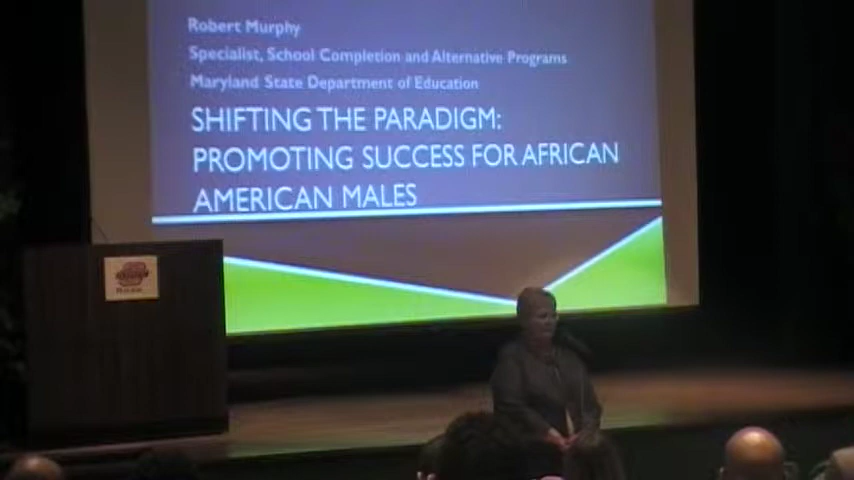 Robert Murphy
Specialist, School Completion and Alternative Programs
Maryland State Department of Education
SHIFTING THE PARADIGM:
PROMOTING SUCCESS FOR AFRICAN
AMERICAN MALES